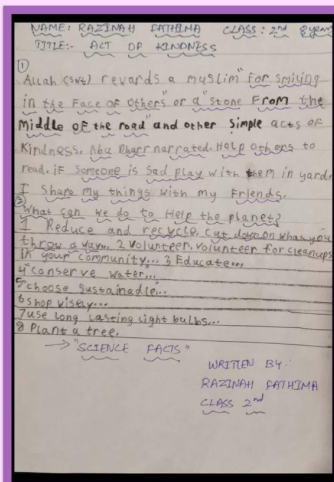 NAME: RAZINAH FATHIMA CLASS: 2nd
TITLE:- ACT OF KINDNESS
①
Allah (SWT) rewards a muslim "for smiling
in the Face OF Others" or a "stone From the
Middle of the road" and other simple acts of
Kindness. Abu Dharr narrated. Help others to
read. iF Someone is Sad play with them in yard.
I Share my things with my Friends.
②
What can we do to Help the planet?
1 Reduce and recycle. Cut down on what you
throw away... 2 Volunteer. Volunteer for cleanups
in your community... 3 Educate...
4 Conserve water...
5 choose Sustainable...
6 shop wisely...
7 use long Lasting light bulbs...
8 Plant a tree.
→ "SCIENCE FACTS"
WRITTEN BY:
RAZINAH FATHIMA
CLASS 2nd